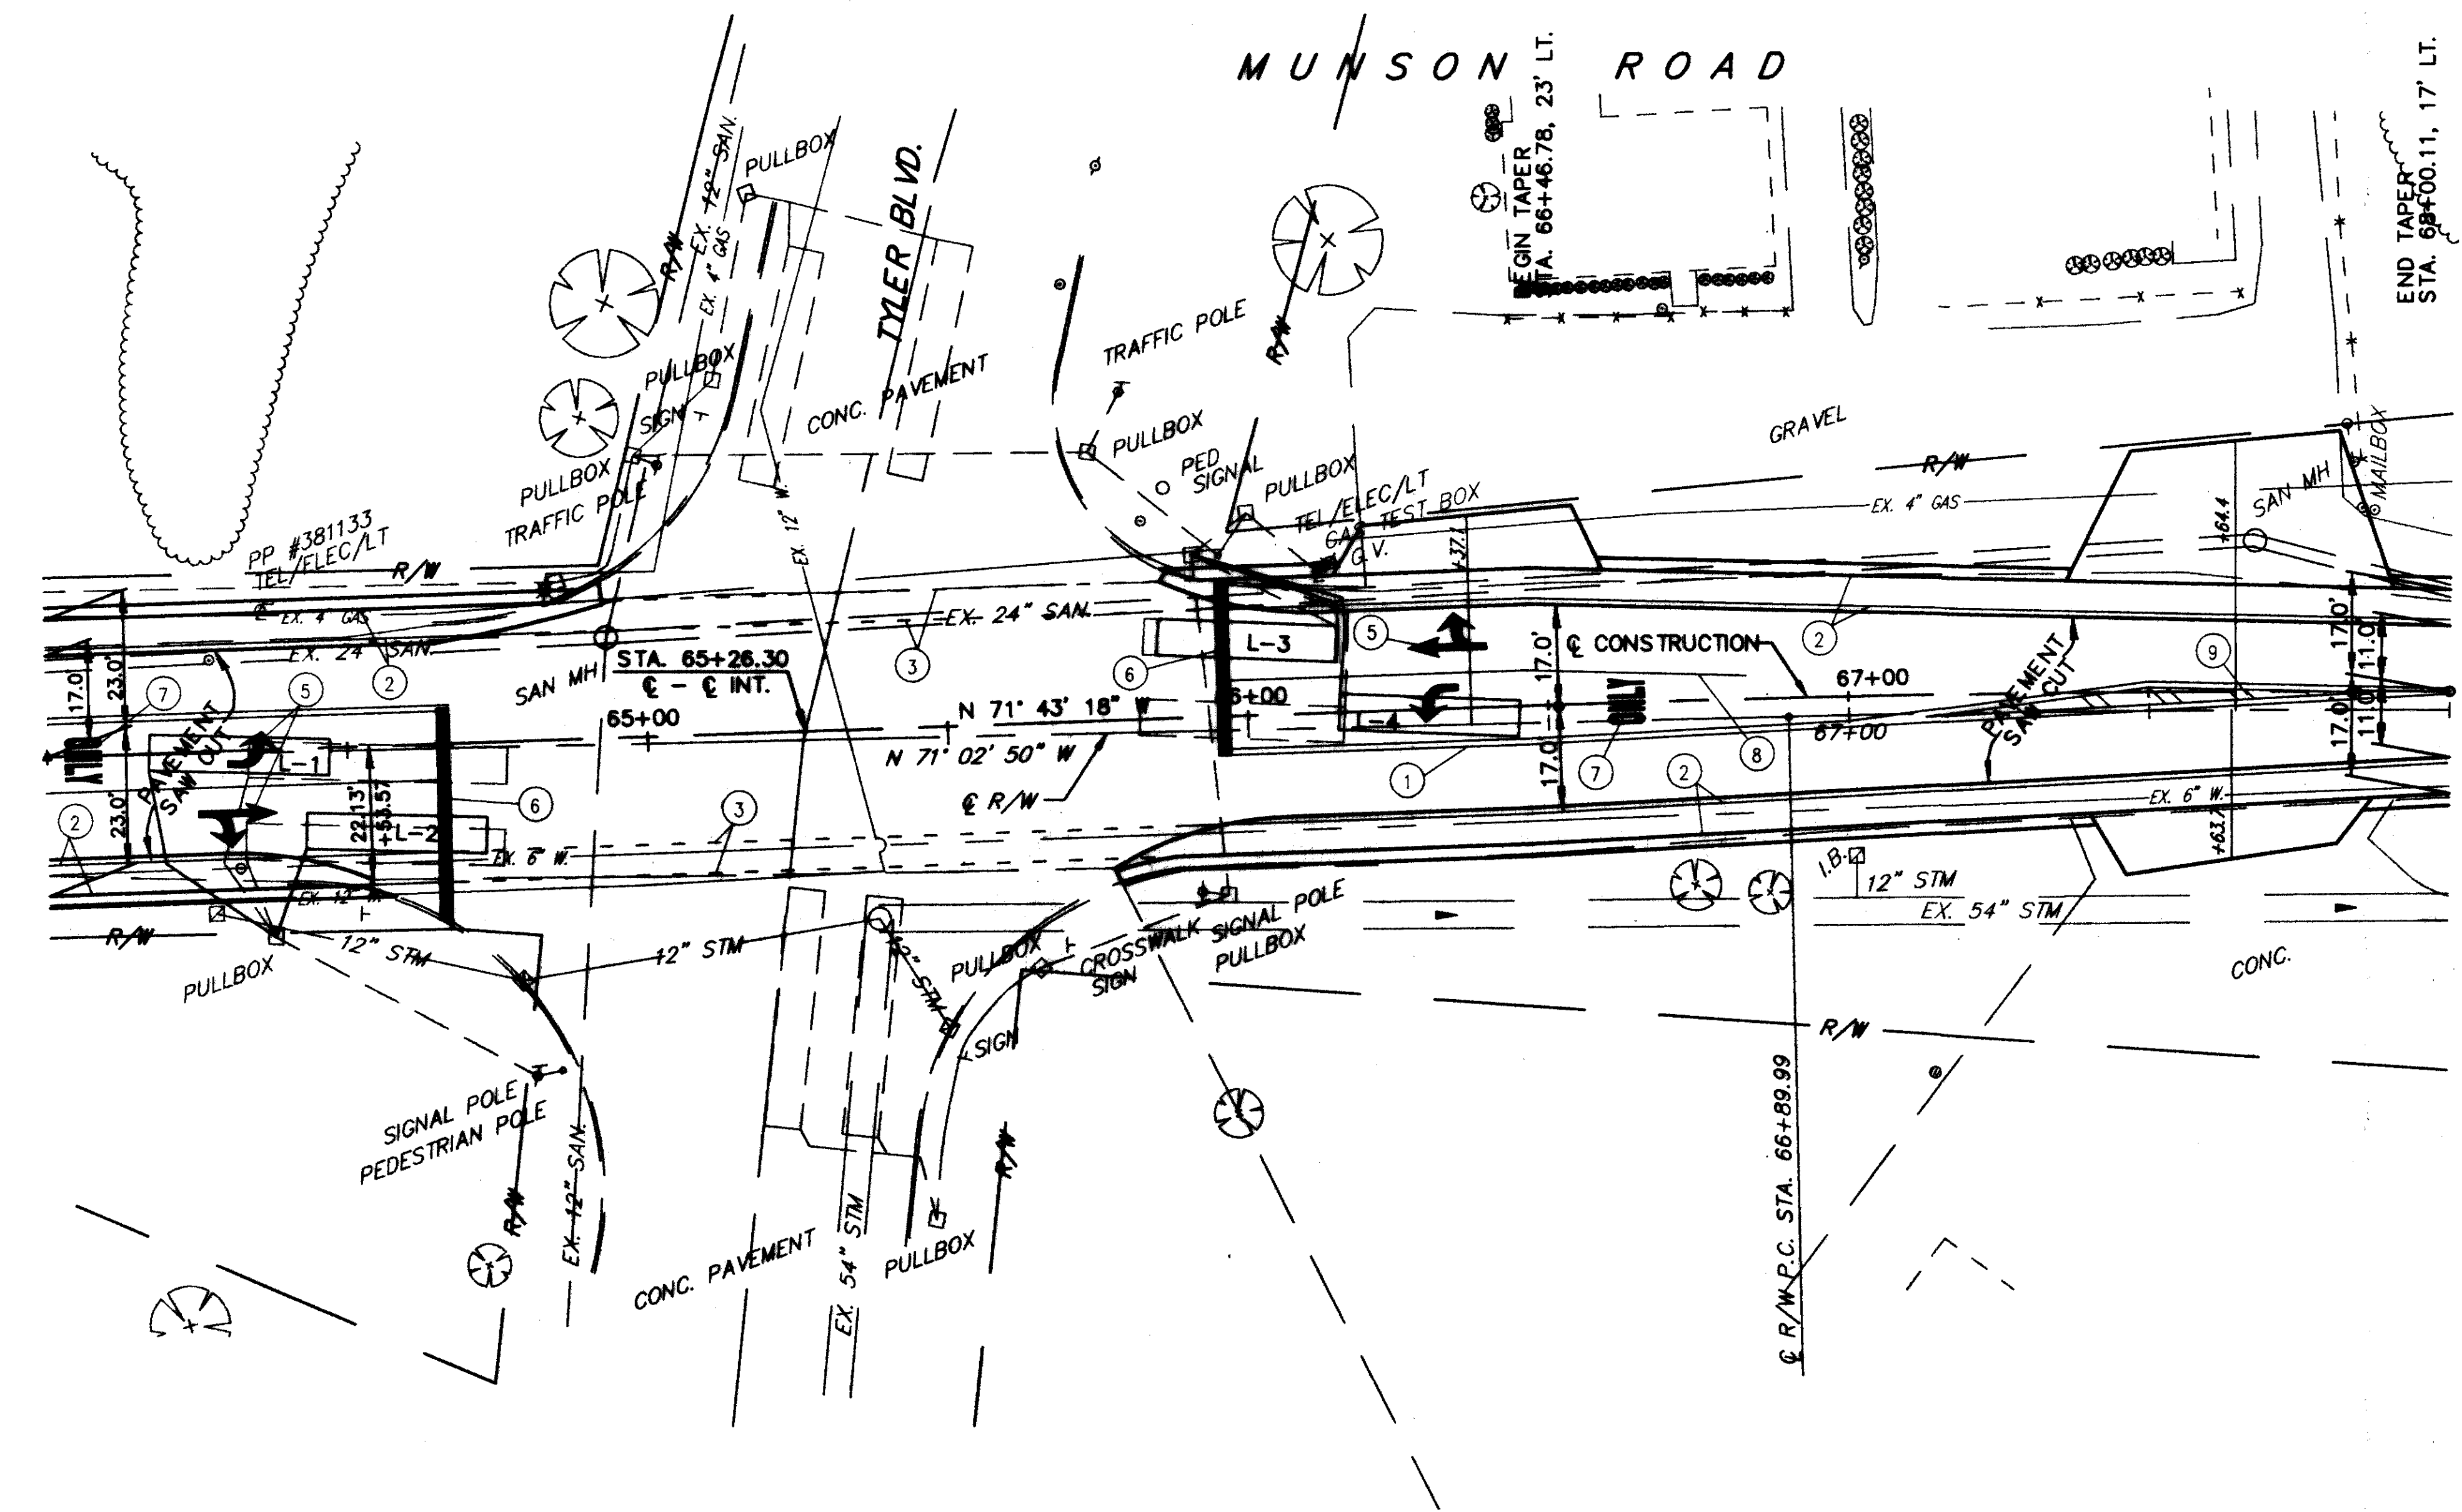 MUNSON ROAD
BEGIN TAPER
STA. 66+46.78, 23' LT.
END TAPER
STA. 68+00.11, 17' LT.
EX. 12" SAN.
EX. 4" GAS
R/W
PULLBOX
TYLER BLVD.
R/W
TRAFFIC POLE
PULLBOX
SIGN
CONC. PAVEMENT
PULLBOX
TRAFFIC POLE
PULLBOX
PED
SIGNAL
PULLBOX
TEL/ELEC/LT
GAS TEST BOX
G.V.
GRAVEL
R/W
EX. 4" GAS
SAN MH
MAILBOX
PP #381133
TEL/ELEC/LT
R/W
EX. 12" W.
+37.1
+64.4
EX. 4" GAS
EX. 24" SAN.
EX. 24" SAN.
SAN MH
STA. 65+26.30
℄ - ℄ INT.
65+00
N 71° 43' 18" W
N 71° 02' 50" W
℄ R/W
6+00
L-3
L-4
ONLY
℄ CONSTRUCTION
67+00
67+00
PAVEMENT
SAW CUT
17.0'
17.0'
17.0'
11.0'
17.0'
11.0'
17.0'
23.0'
23.0'
7
5
2
3
6
5
2
9
8
7
1
2
6
3
2
ONLY
PAVEMENT
SAW CUT
L-1
L-2
22.13'
+53.57
EX. 6" W.
EX. 6" W.
+63.7
EX. 12"
R/W
PULLBOX
12" STM
12" STM
12" STM
PULLBOX
CROSSWALK
SIGN
SIGNAL POLE
PULLBOX
I.B.
12" STM
EX. 54" STM
CONC.
R/W
SIGN
SIGNAL POLE
PEDESTRIAN POLE
R/W
EX. 12" SAN.
CONC. PAVEMENT
EX. 54" STM
PULLBOX
R/W
℄ R/W P.C. STA. 66+89.99